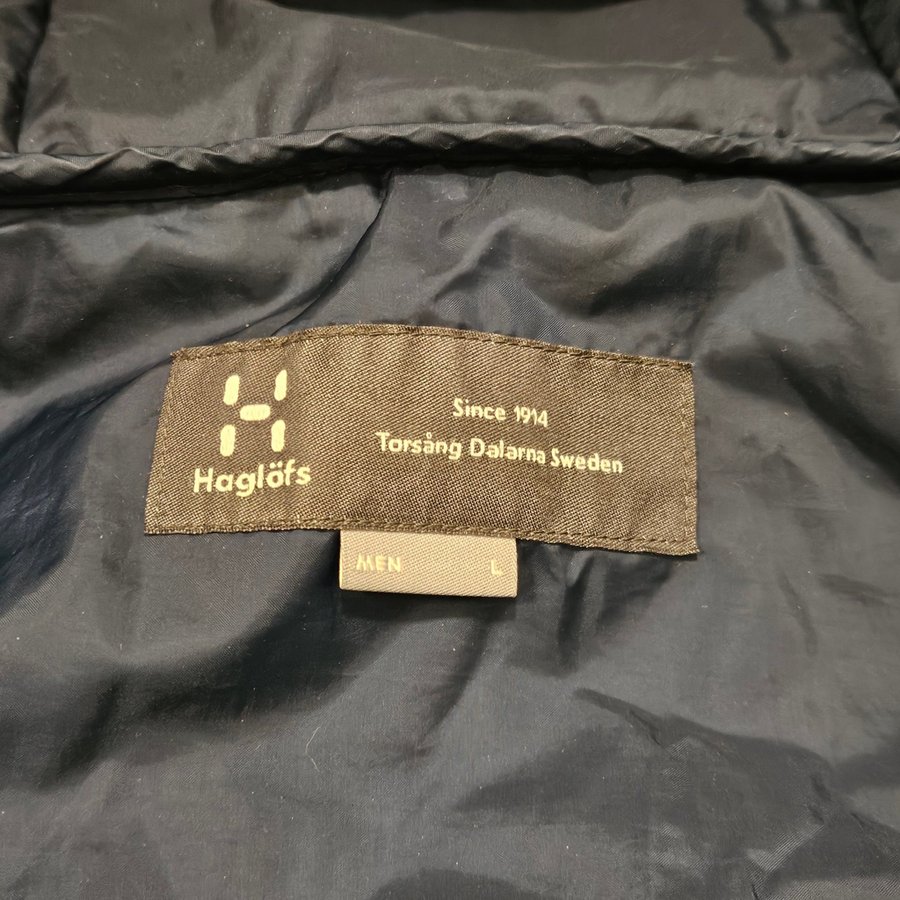 Haglöfs
Since 1914
Torsång Dalarna Sweden
MEN L